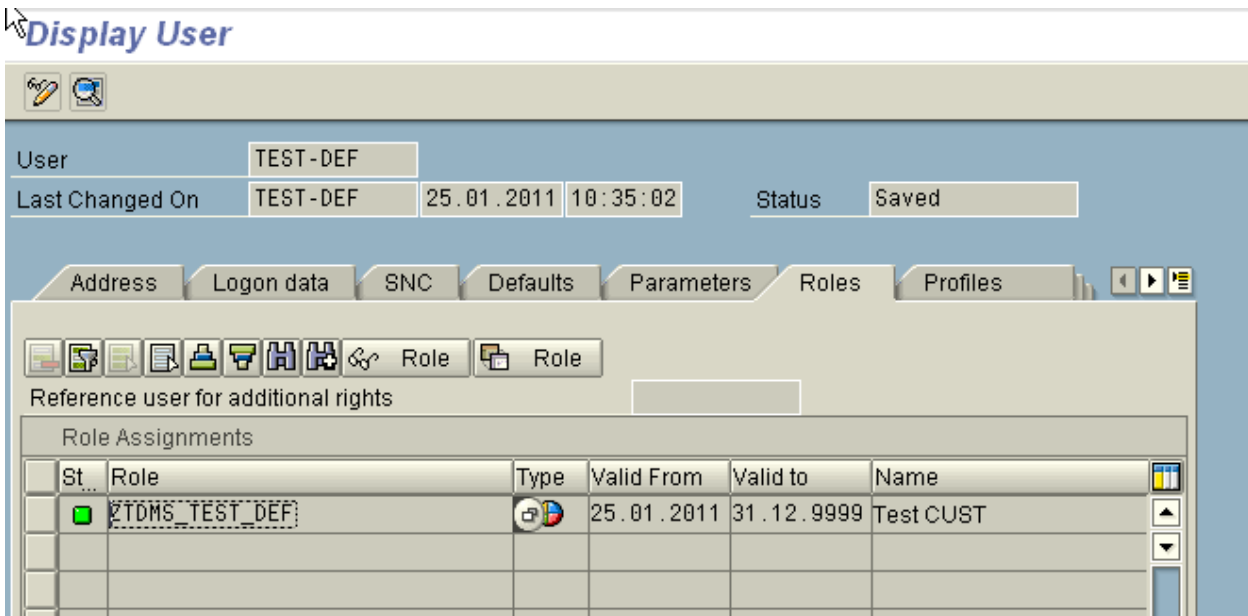 Display User
User TEST-DEF
Last Changed On TEST-DEF 25.01.2011 10:35:02 Status Saved
Address Logon data SNC Defaults Parameters Roles Profiles
Role Role
Reference user for additional rights
Role Assignments
St... Role Type Valid From Valid to Name
ZTDMS_TEST_DEF 25.01.2011 31.12.9999 Test CUST